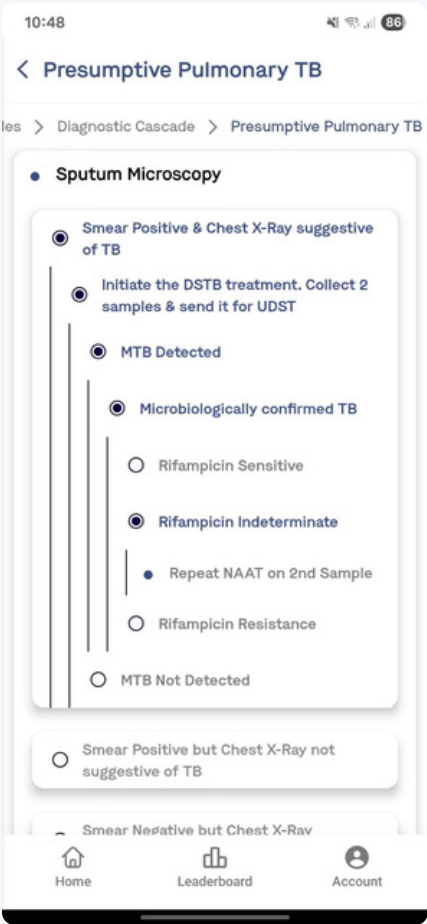 10:48
86
Presumptive Pulmonary TB
les > Diagnostic Cascade > Presumptive Pulmonary TB
Sputum Microscopy
Smear Positive & Chest X-Ray suggestive
of TB
Initiate the DSTB treatment. Collect 2
samples & send it for UDST
MTB Detected
Microbiologically confirmed TB
Rifampicin Sensitive
Rifampicin Indeterminate
Repeat NAAT on 2nd Sample
Rifampicin Resistance
MTB Not Detected
Smear Positive but Chest X-Ray not
suggestive of TB
Smear Negative but Chest X-Ray
Home
Leaderboard
Account